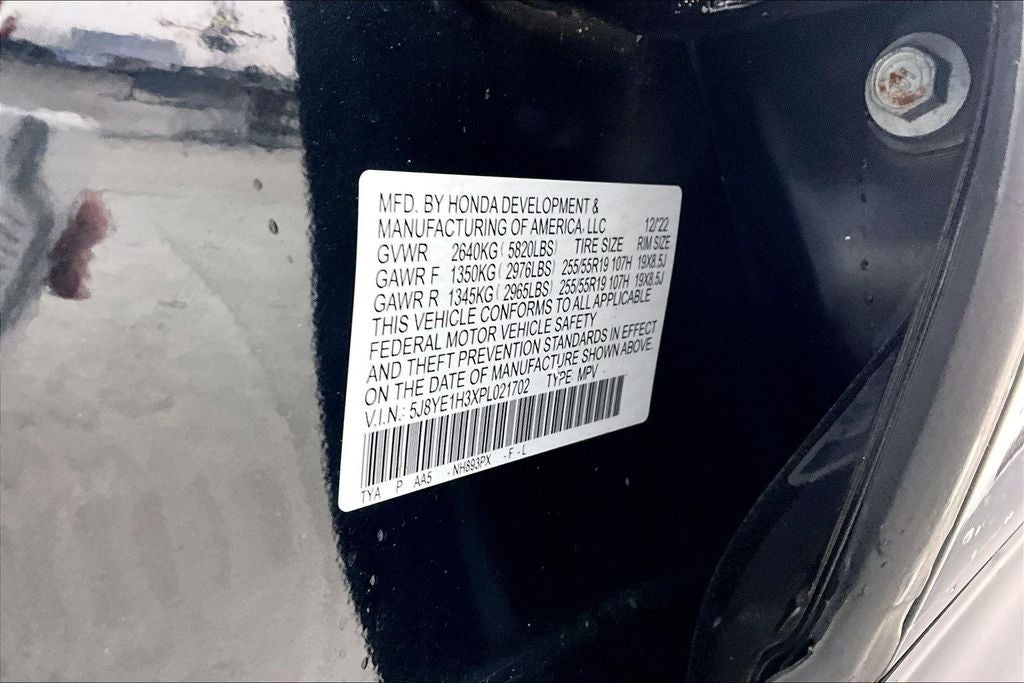 MFD. BY HONDA DEVELOPMENT &
MANUFACTURING OF AMERICA, LLC 12/'22
GVWR 2640KG ( 5820LBS) TIRE SIZE RIM SIZE
GAWR F 1350KG ( 2976LBS) 255/55R19 107H 19X8.5J
GAWR R 1345KG ( 2965LBS) 255/55R19 107H 19X8.5J
THIS VEHICLE CONFORMS TO ALL APPLICABLE
FEDERAL MOTOR VEHICLE SAFETY
AND THEFT PREVENTION STANDARDS IN EFFECT
ON THE DATE OF MANUFACTURE SHOWN ABOVE.
V.I.N.: 5J8YE1H3XPL021702 TYPE MPV
TYA P AA5 - NH893PX - F - L